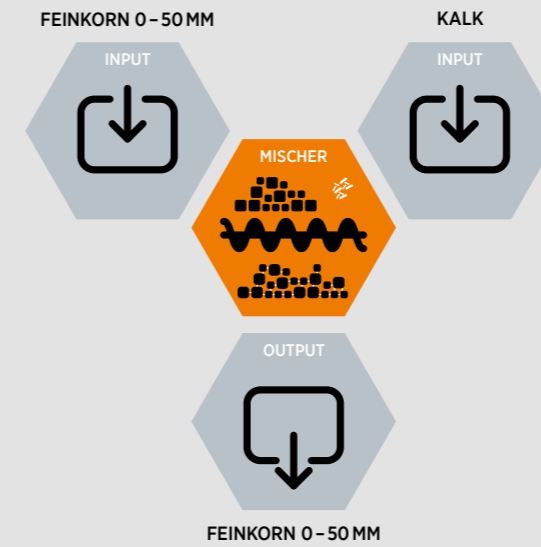 FEINKORN 0–50 MM
KALK
INPUT
INPUT
MISCHER
OUTPUT
FEINKORN 0–50 MM